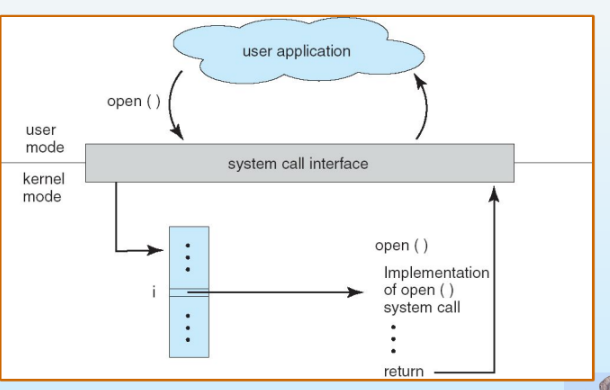 user application
open ( )
user
mode
system call interface
kernel
mode
open ( )
i
Implementation
of open ( )
system call
return